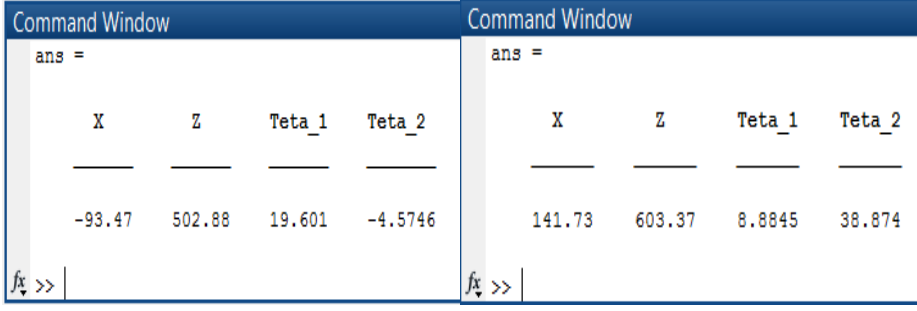 Command Window
ans =
X Z Teta_1 Teta_2
-93.47 502.88 19.601 -4.5746
fx >>
Command Window
ans =
X Z Teta_1 Teta_2
141.73 603.37 8.8845 38.874
fx >>